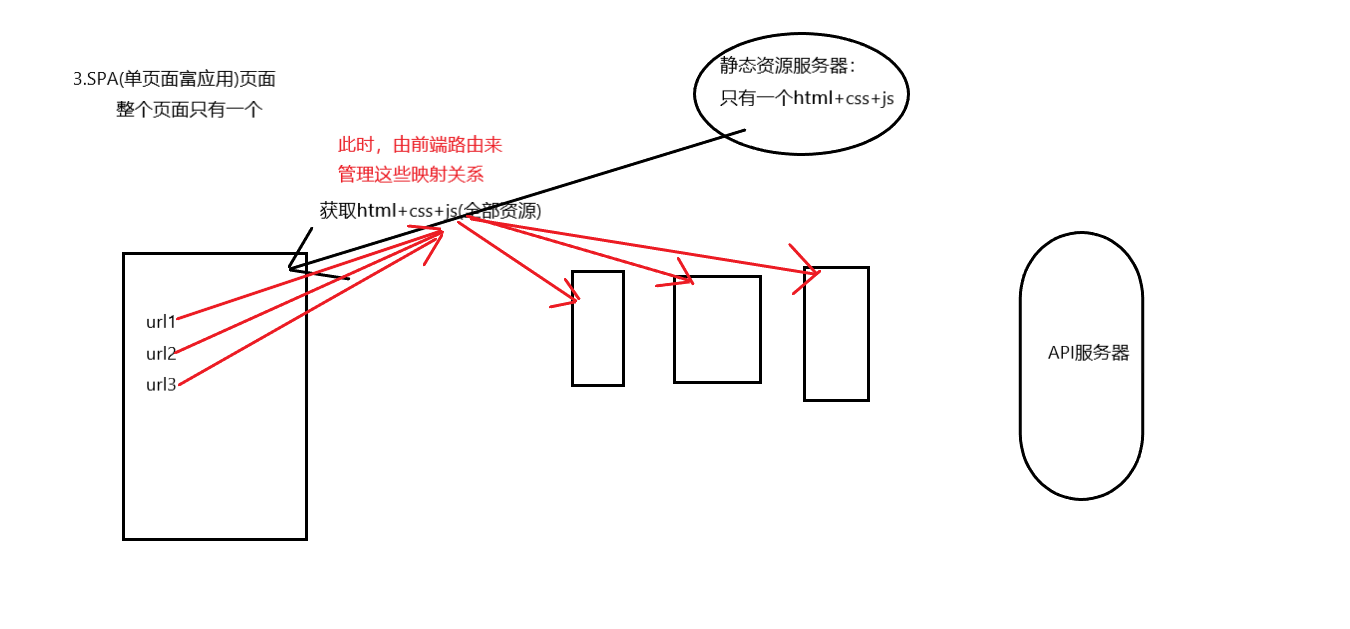 3.SPA(单页面富应用)页面
整个页面只有一个
静态资源服务器：
只有一个html+css+js
此时，由前端路由来
管理这些映射关系
获取html+css+js(全部资源)
url1
url2
url3
API服务器